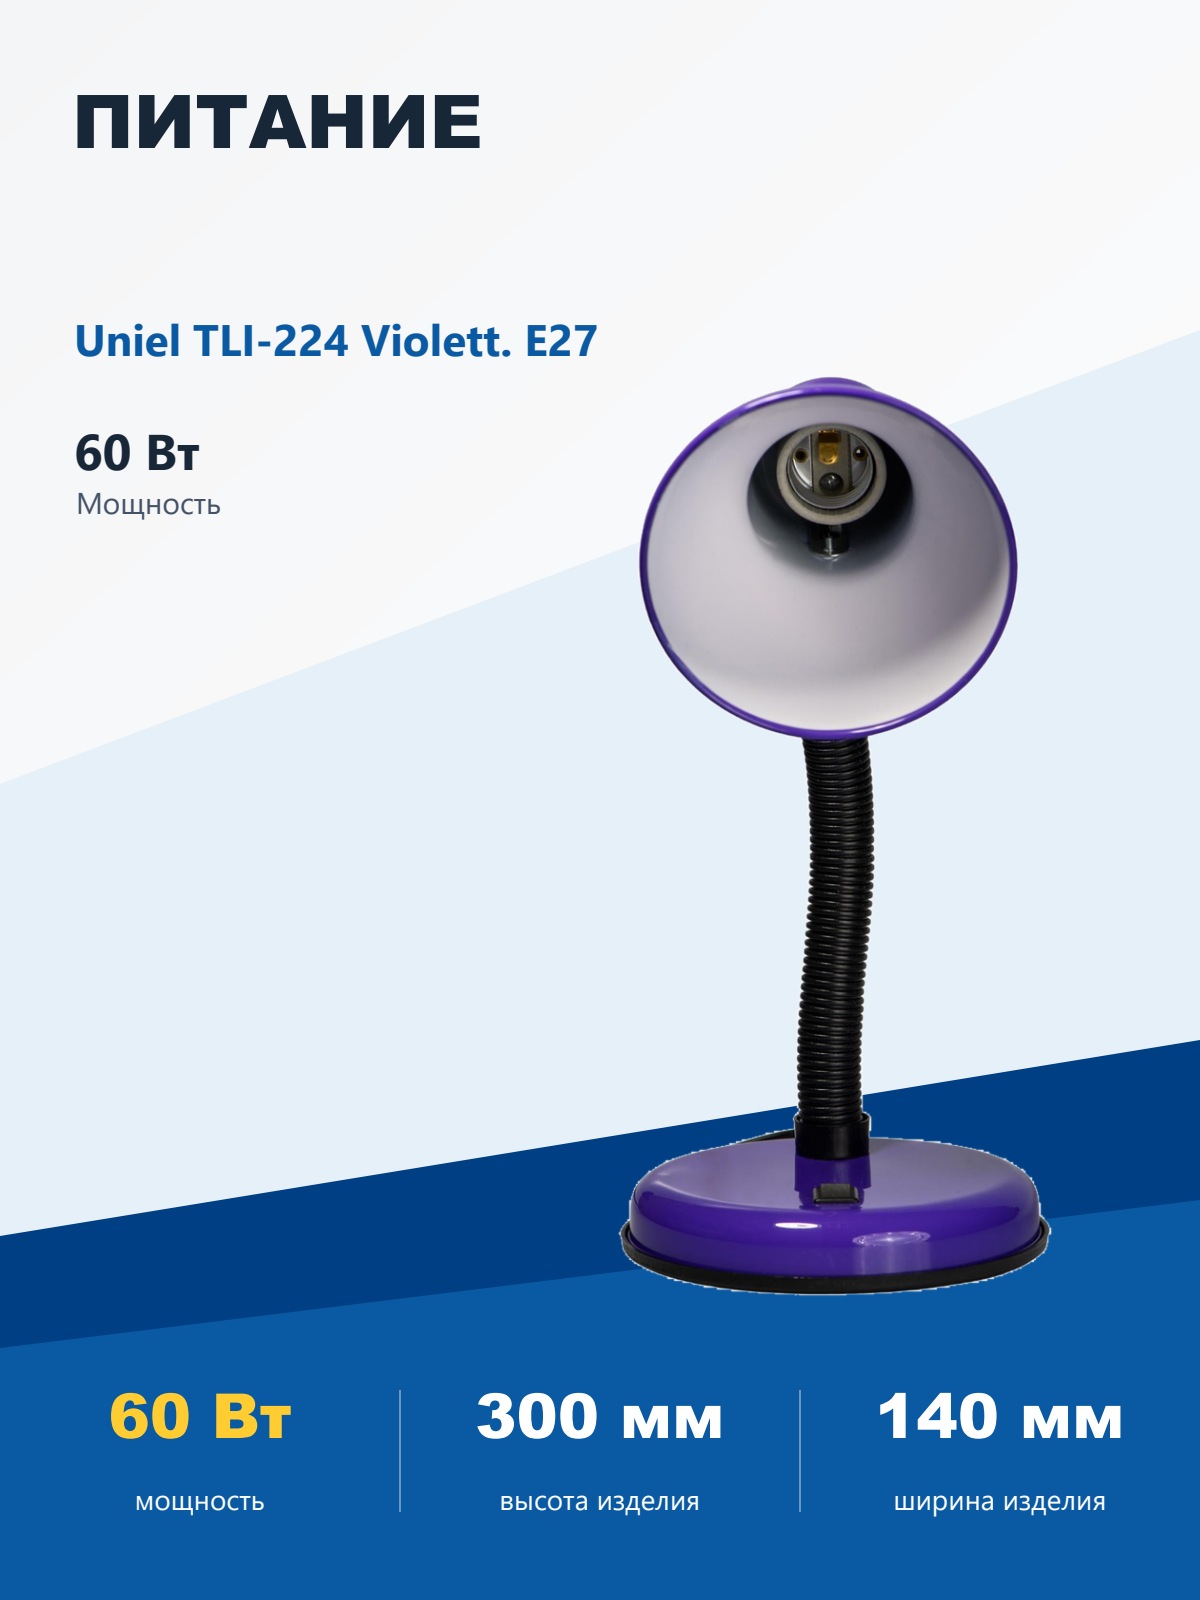 ПИТАНИЕ
Uniel TLI-224 Violett. E27
60 Вт
Мощность
60 Вт
мощность
300 мм
высота изделия
140 мм
ширина изделия